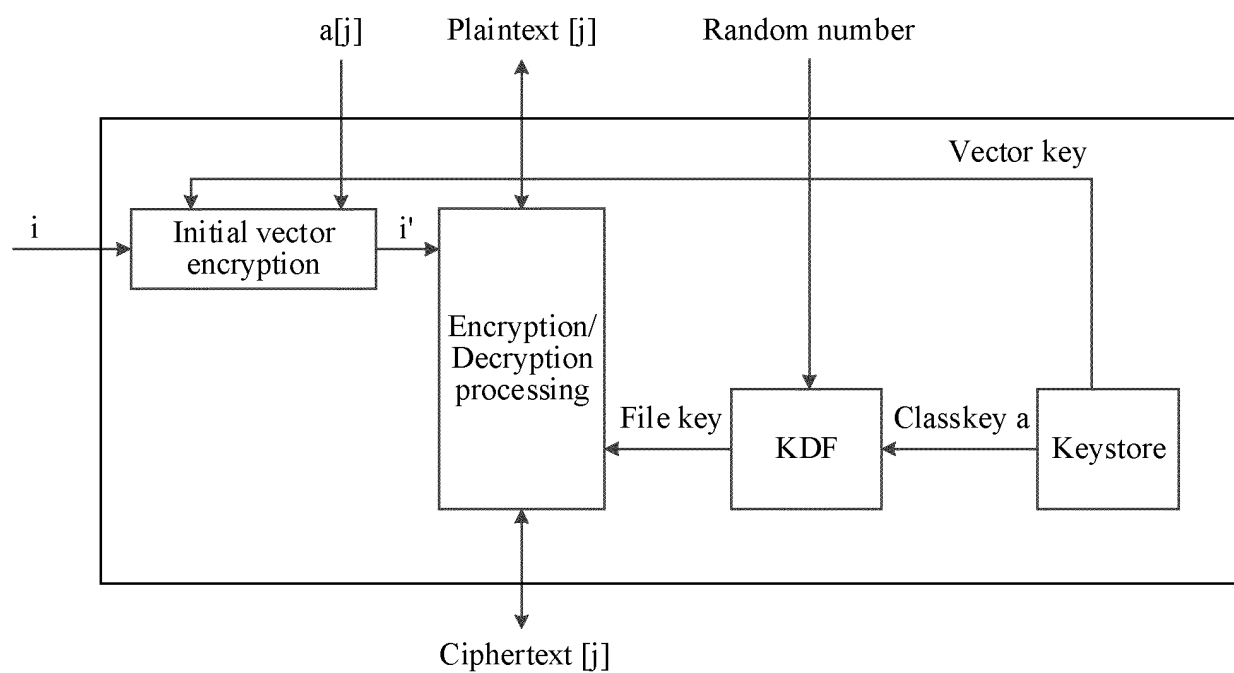 a[j]
Plaintext [j]
Random number
Vector key
i
Initial vector
encryption
i'
Encryption/
Decryption
processing
File key
KDF
Classkey a
Keystore
Ciphertext [j]